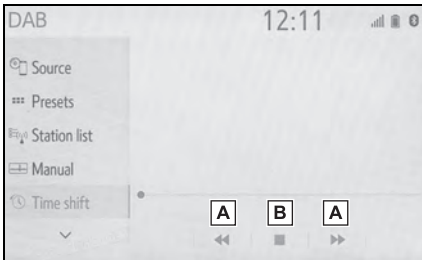 DAB 12:11
Source
Presets
Station list
Manual
Time shift
A B A